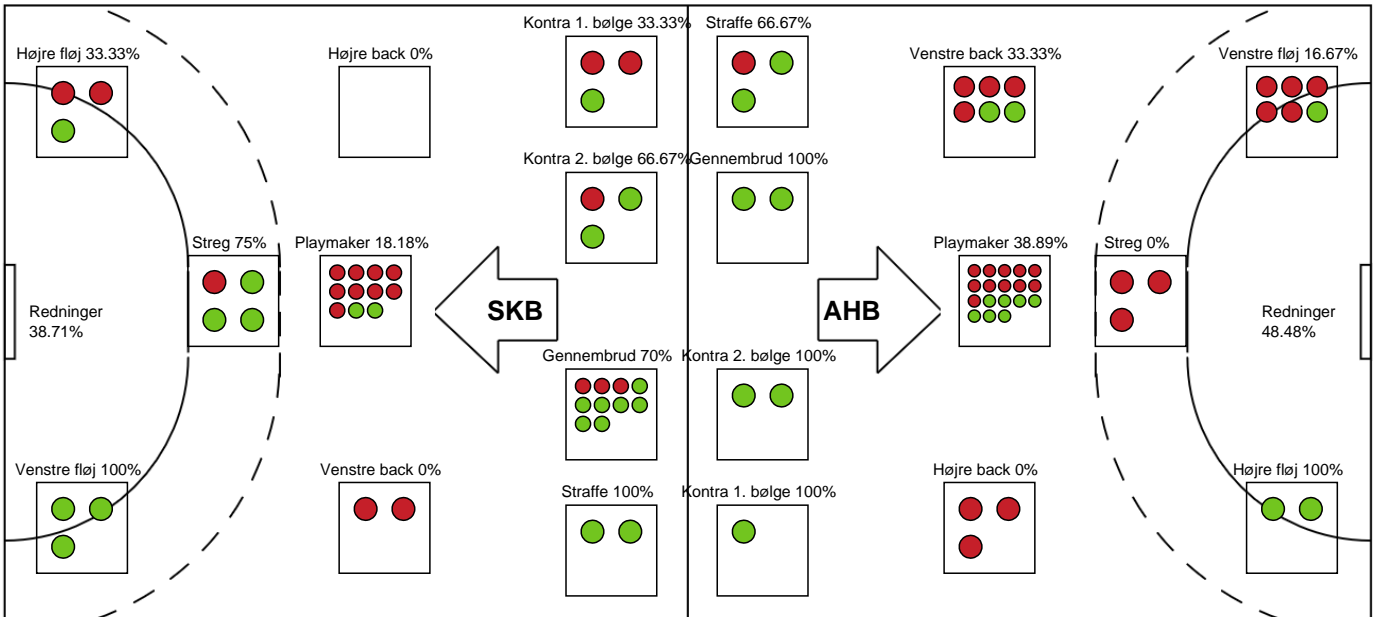 Kontra 1. bølge 33.33%
Straffe 66.67%
Højre fløj 33.33%
Højre back 0%
Venstre back 33.33%
Venstre fløj 16.67%
Kontra 2. bølge 66.67%
Gennembrud 100%
Streg 75%
Playmaker 18.18%
Playmaker 38.89%
Streg 0%
Redninger
38.71%
SKB
AHB
Redninger
48.48%
Gennembrud 70%
Kontra 2. bølge 100%
Venstre fløj 100%
Venstre back 0%
Højre back 0%
Højre fløj 100%
Straffe 100%
Kontra 1. bølge 100%